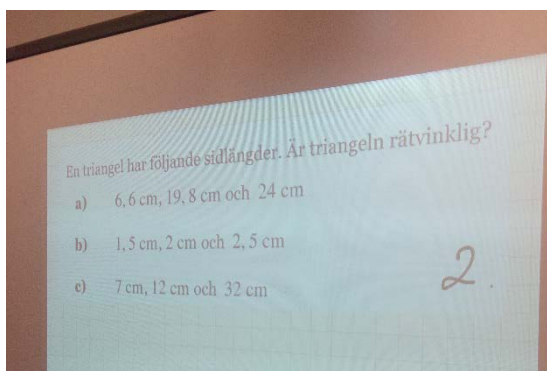 En triangel har följande sidlängder. Är triangeln rätvinklig?
a) 6,6 cm, 19,8 cm och 24 cm
b) 1,5 cm, 2 cm och 2,5 cm
c) 7 cm, 12 cm och 32 cm
2.